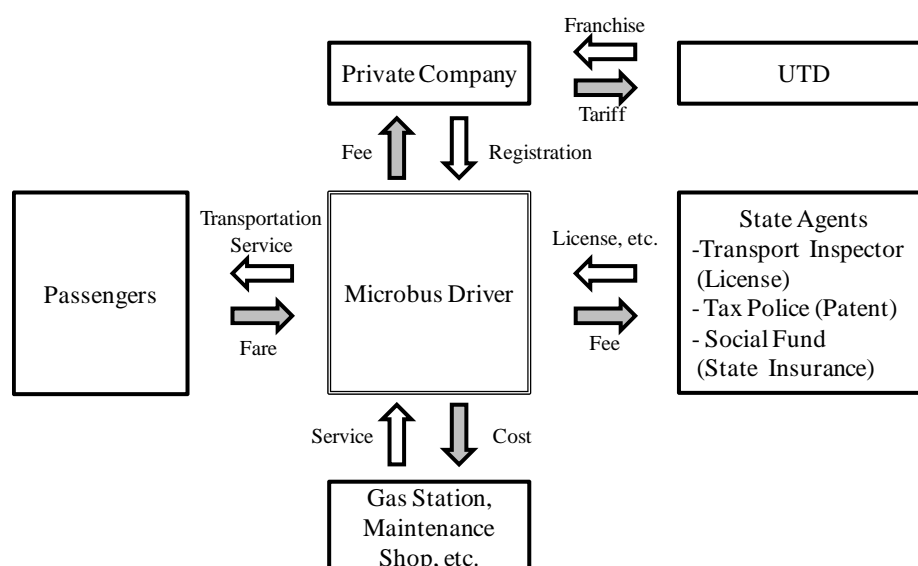 Franchise
Private Company
UTD
Tariff
Fee
Registration
Transportation
Service
License, etc.
State Agents
-Transport Inspector
(License)
- Tax Police (Patent)
- Social Fund
(State Insurance)
Passengers
Microbus Driver
Fare
Fee
Service
Cost
Gas Station,
Maintenance
Shop, etc.